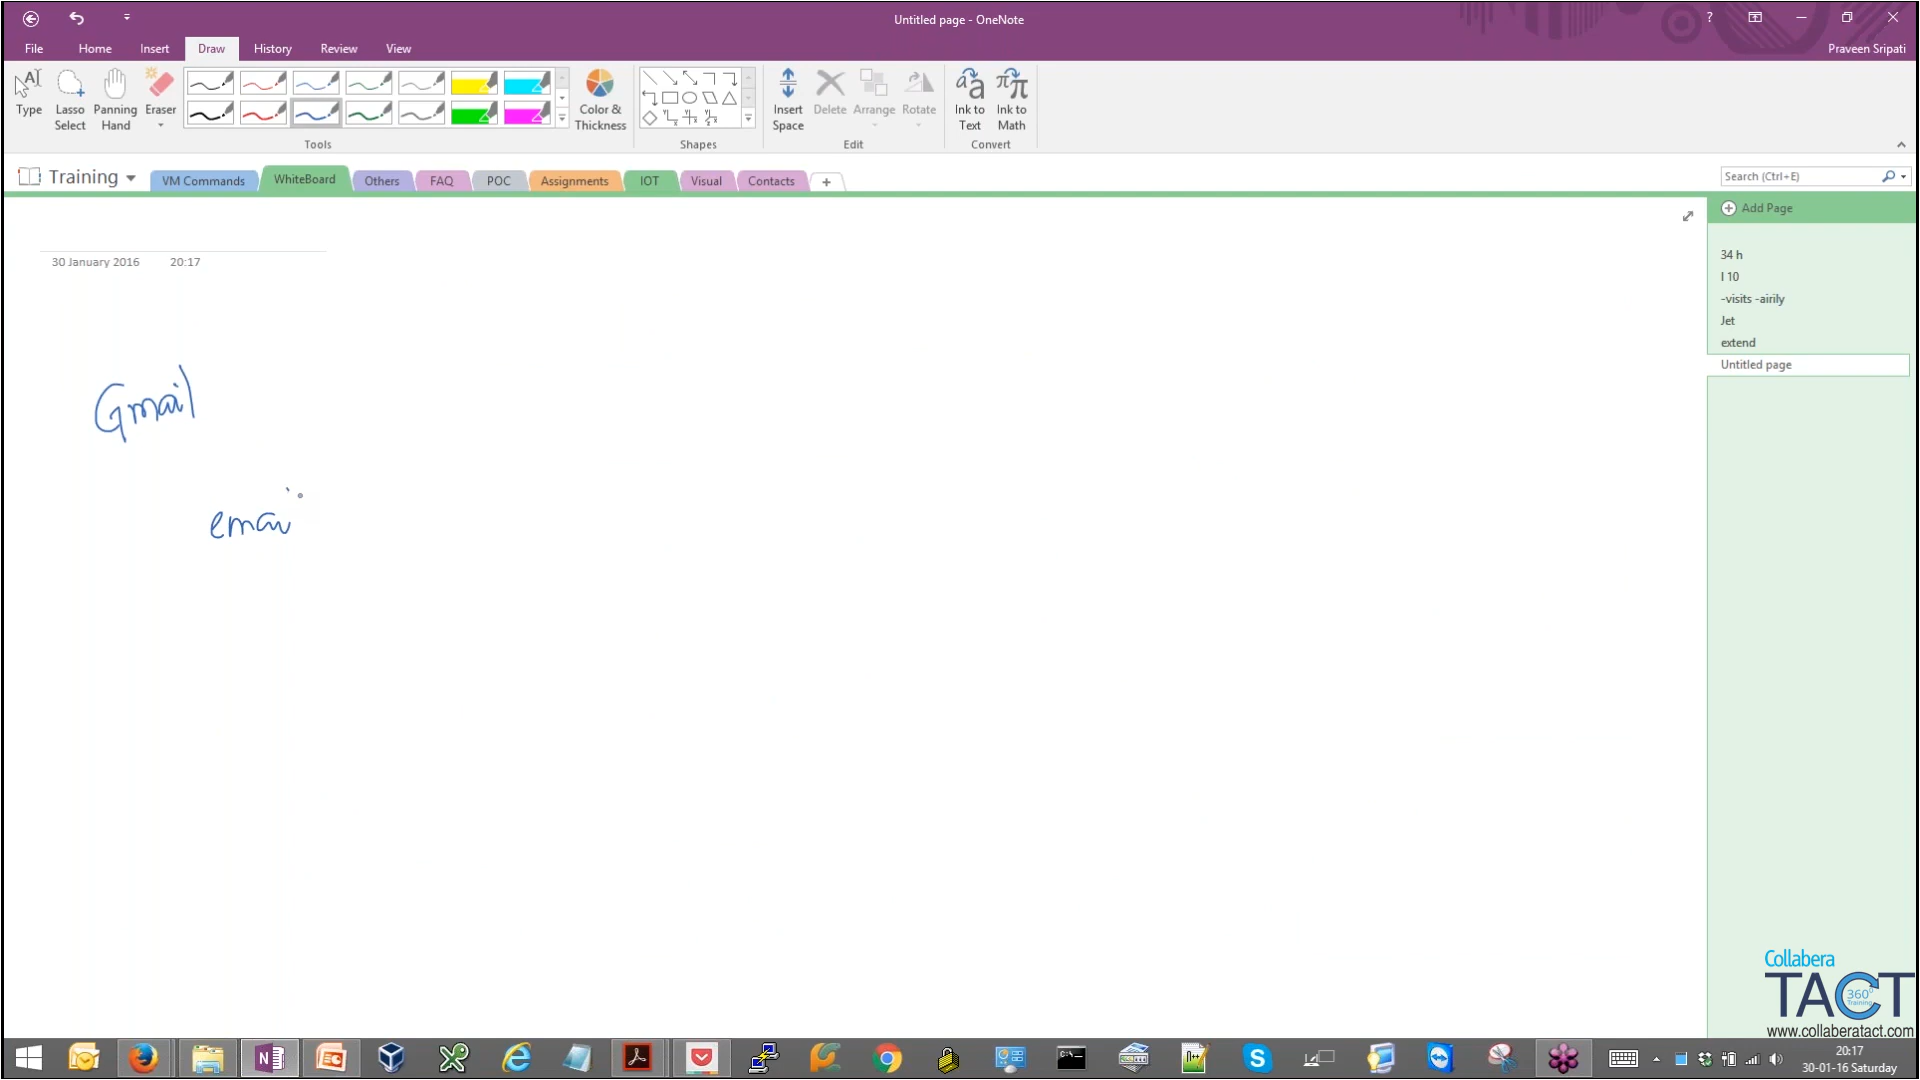 Untitled page - OneNote
?
File Home Insert Draw History Review View
Praveen Sripati
Type
Lasso Select
Panning Hand
Eraser
Color & Thickness
Insert Space
Delete
Arrange
Rotate
Ink to Text
Ink to Math
Tools
Shapes
Edit
Convert
Training
VM Commands WhiteBoard Others FAQ POC Assignments IOT Visual Contacts +
Search (Ctrl+E)
Add Page
34 h
I 10
-visits -airily
Jet
extend
Untitled page
30 January 2016 20:17
Gmail
emai
Collabera
TACT
360°
Training
www.collaberatact.com
20:17
30-01-16 Saturday